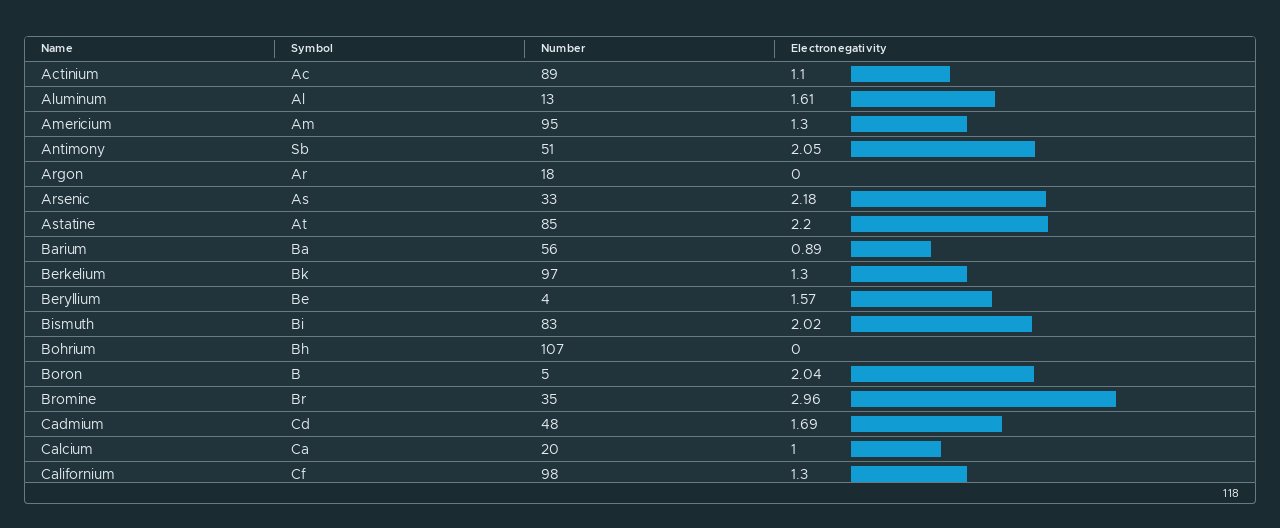 Name Symbol Number Electronegativity
Actinium Ac 89 1.1
Aluminum Al 13 1.61
Americium Am 95 1.3
Antimony Sb 51 2.05
Argon Ar 18 0
Arsenic As 33 2.18
Astatine At 85 2.2
Barium Ba 56 0.89
Berkelium Bk 97 1.3
Beryllium Be 4 1.57
Bismuth Bi 83 2.02
Bohrium Bh 107 0
Boron B 5 2.04
Bromine Br 35 2.96
Cadmium Cd 48 1.69
Calcium Ca 20 1
Californium Cf 98 1.3
118